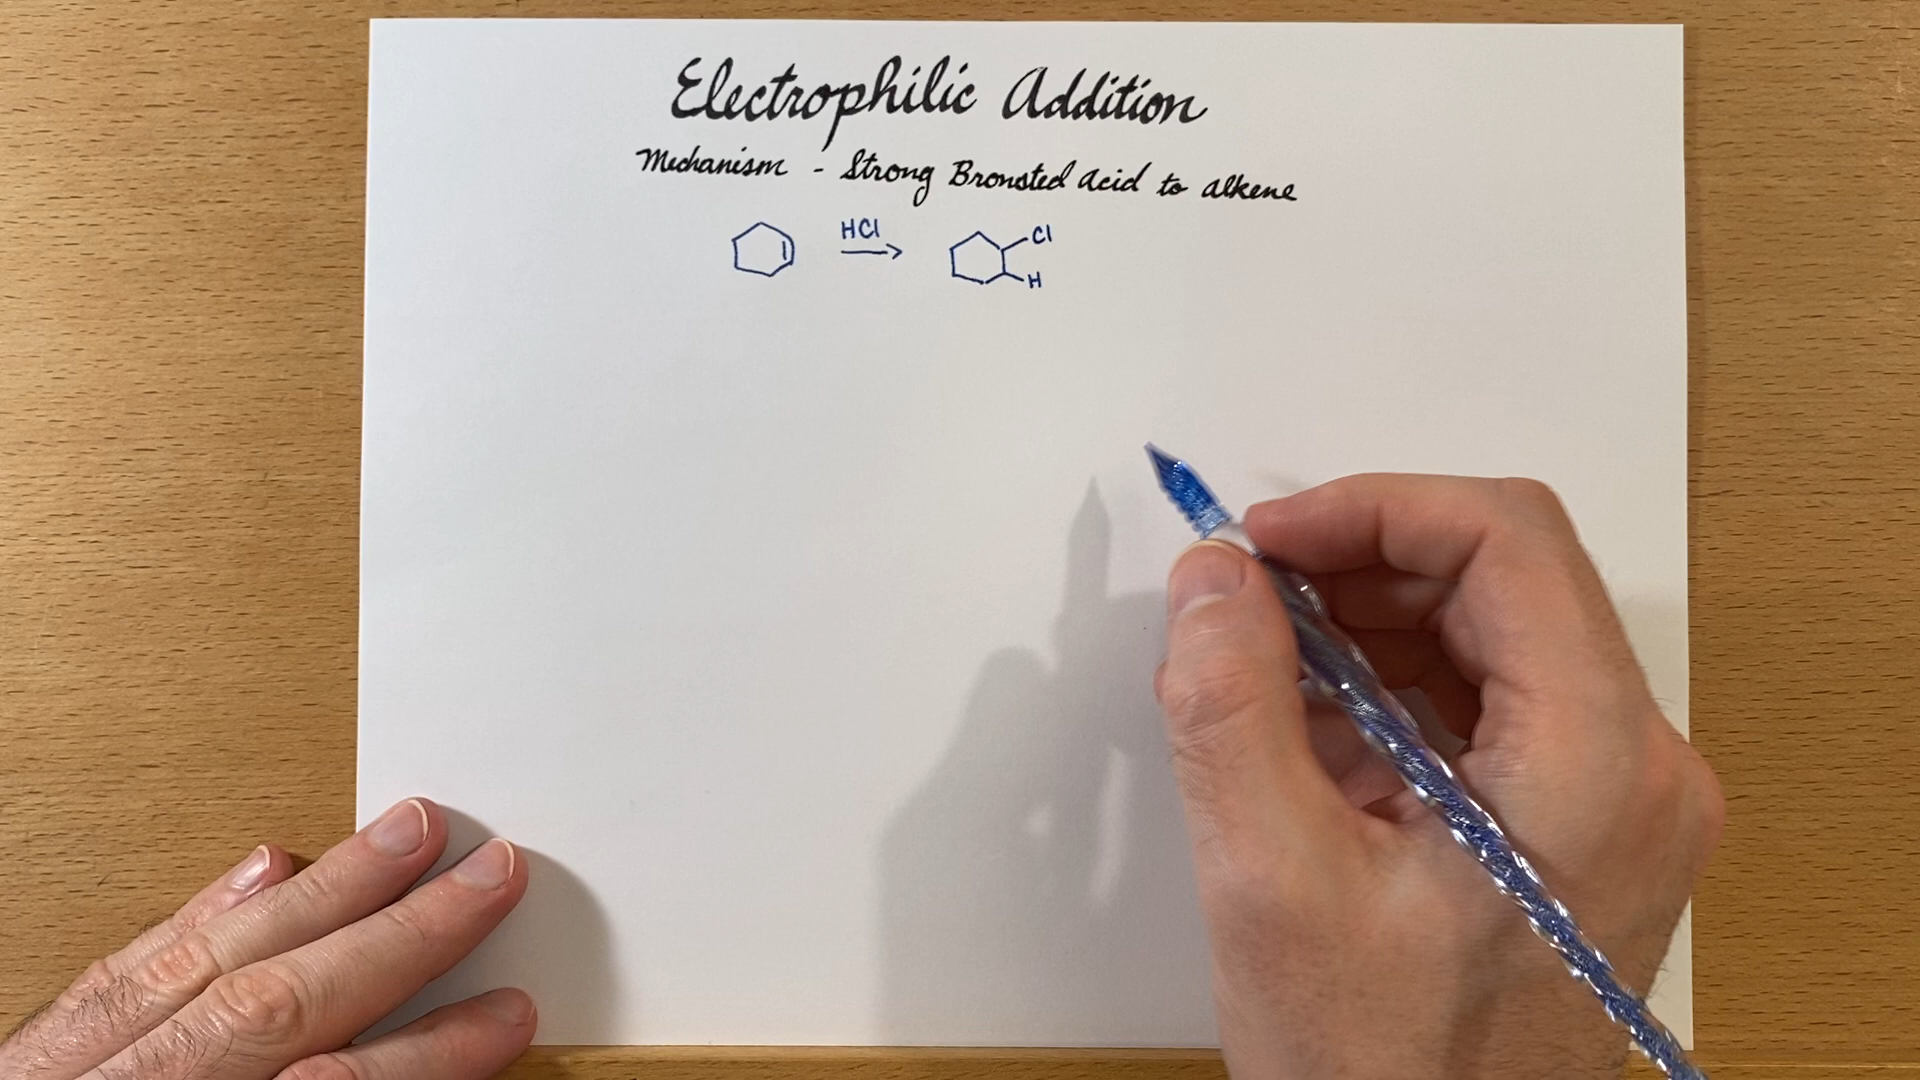 Electrophilic Addition
Mechanism - Strong Bronsted Acid to alkene
HCl
Cl
H